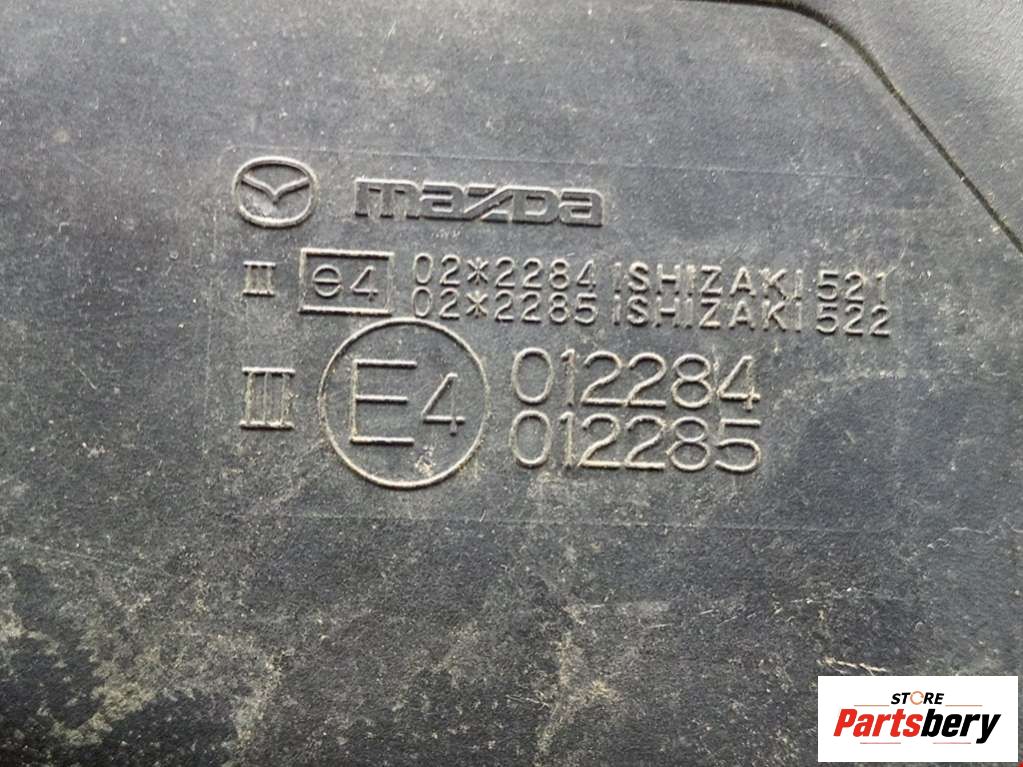 mazda
III e4 02*2284 ISHIZAKI 521
02*2285 ISHIZAKI 522
III E4 012284
012285
STORE
Partsbery